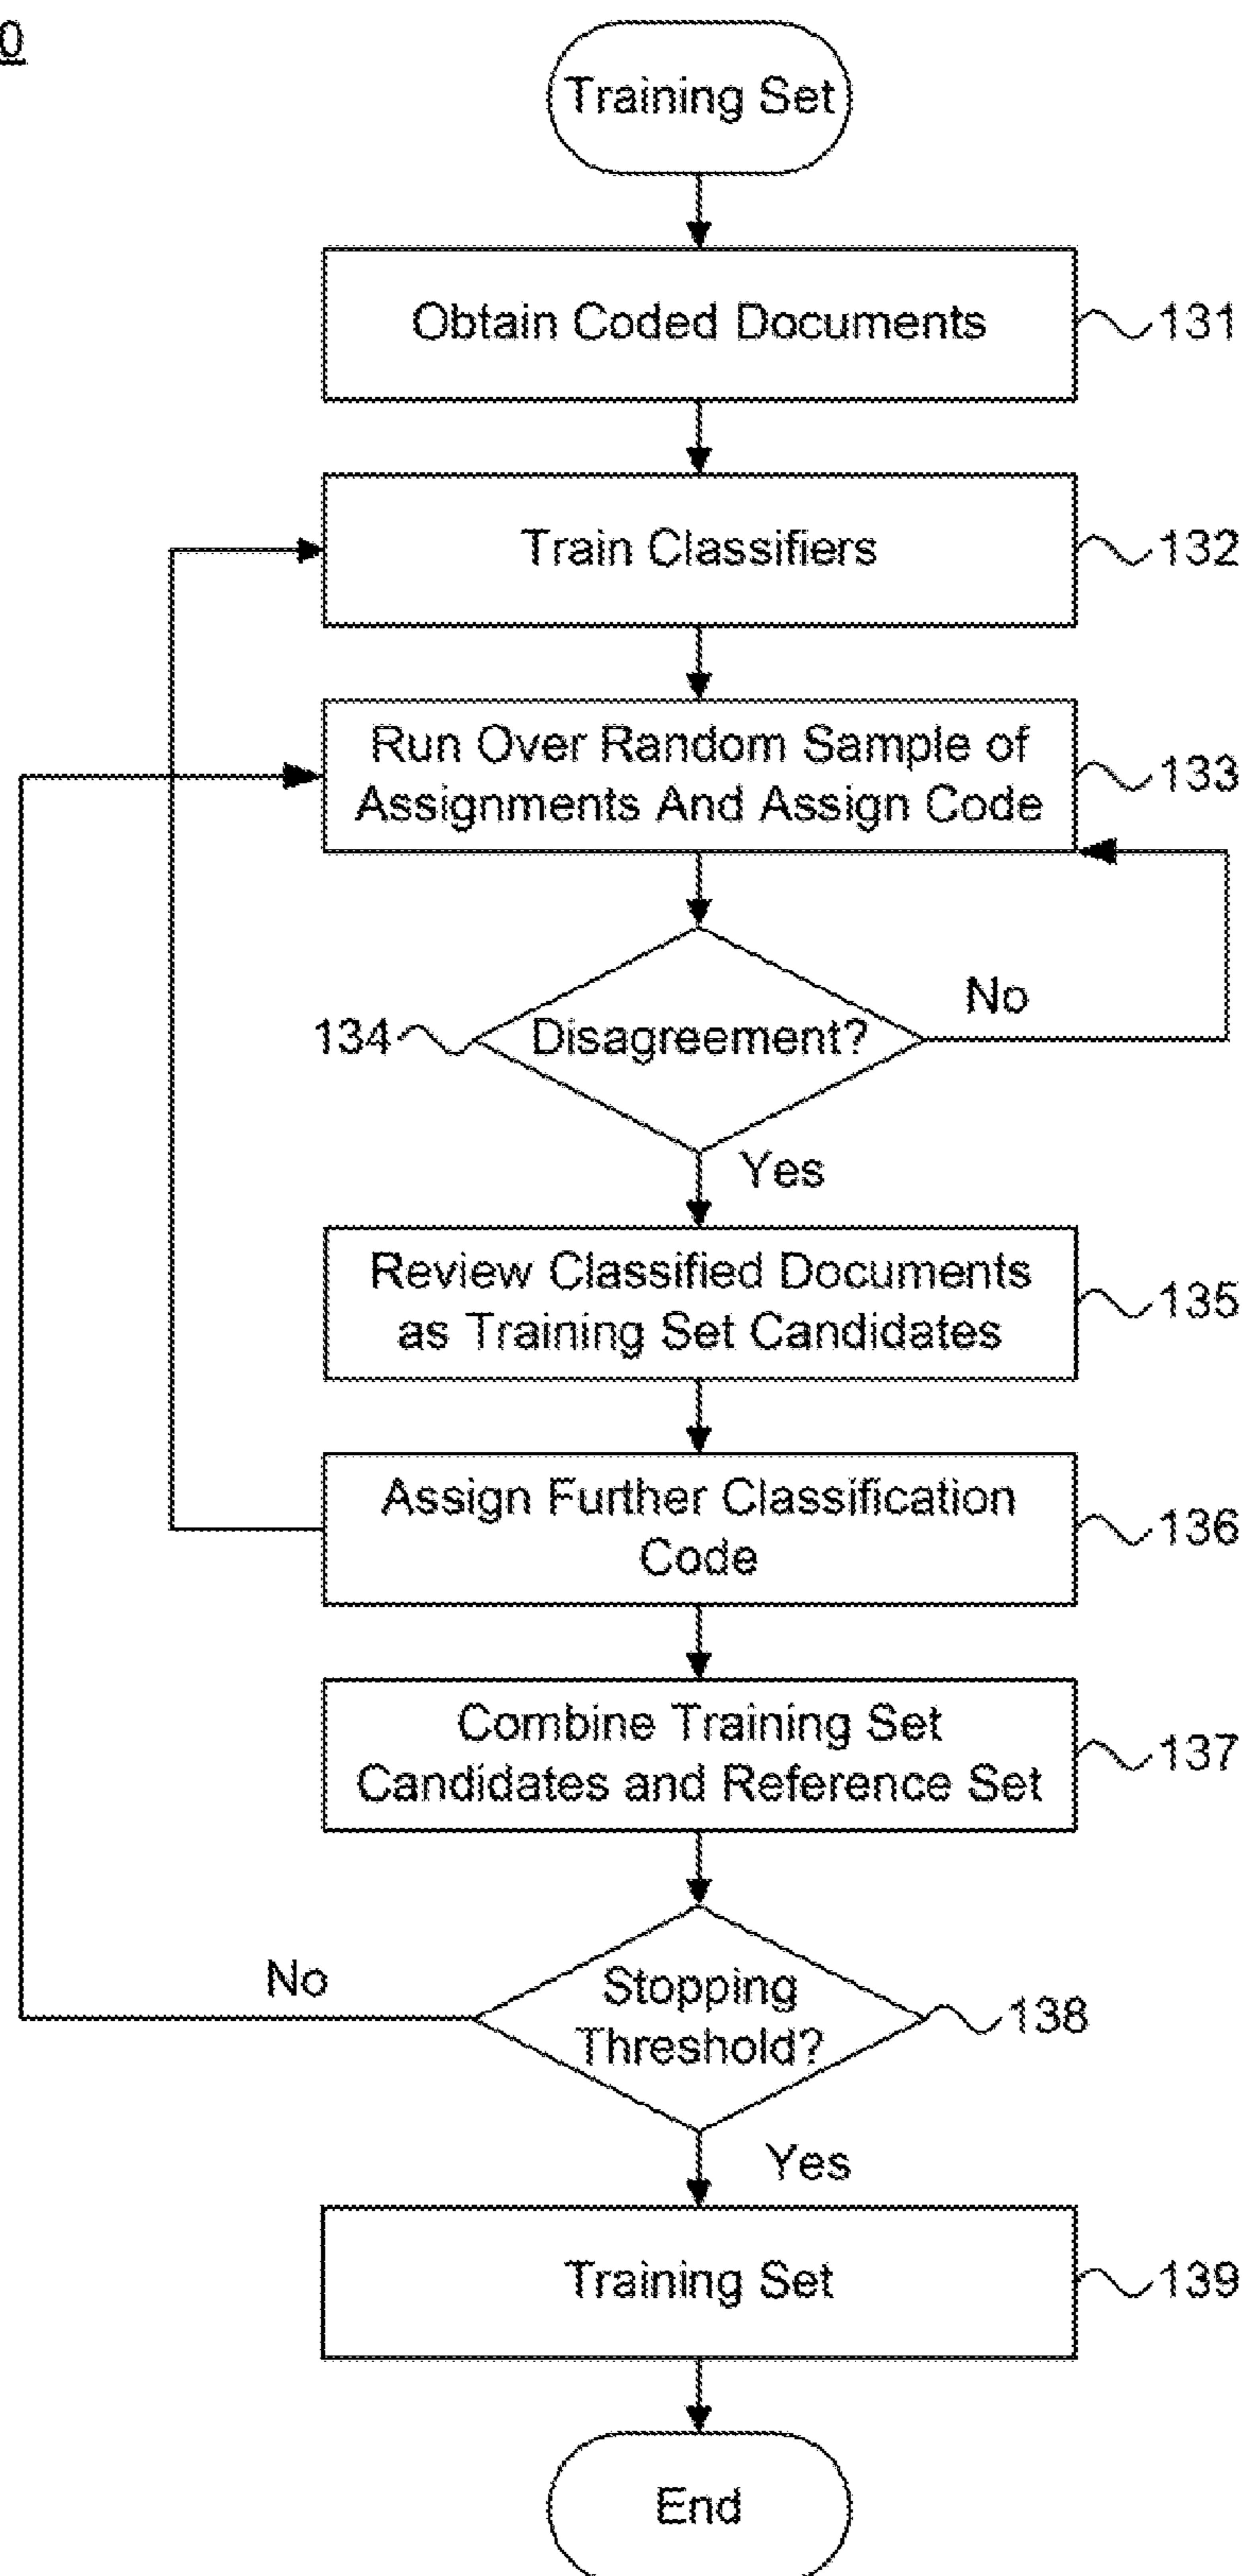 0
Training Set
Obtain Coded Documents
131
Train Classifiers
132
Run Over Random Sample of
Assignments And Assign Code
133
134
Disagreement?
No
Yes
Review Classified Documents
as Training Set Candidates
135
Assign Further Classification
Code
136
Combine Training Set
Candidates and Reference Set
137
No
Stopping
Threshold?
138
Yes
Training Set
139
End